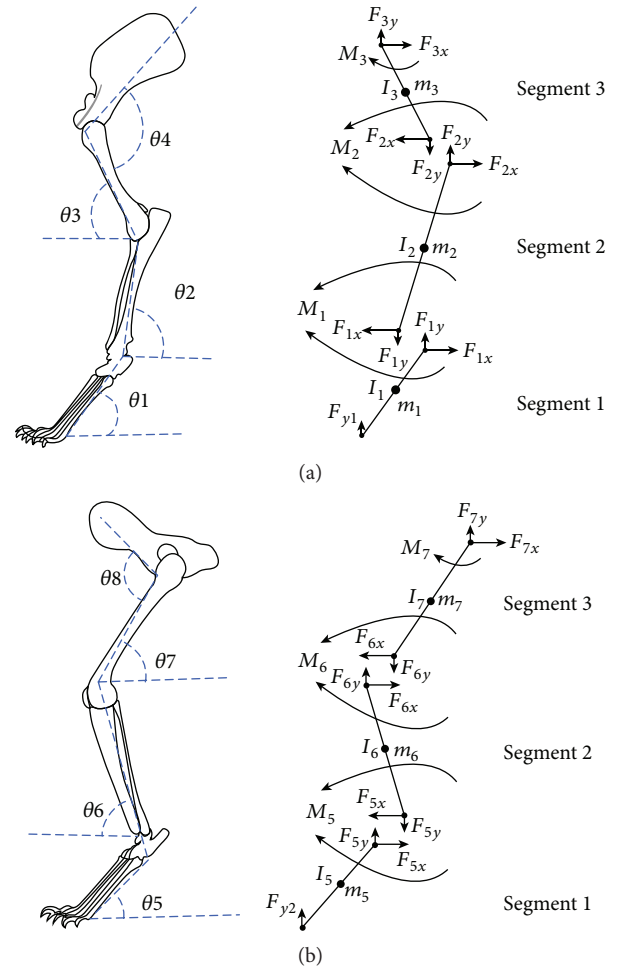 F3y
F3x
M3
I3 m3
Segment 3
θ4
F2x
F2y
M2
F2y
F2x
θ3
I2 m2
Segment 2
θ2
M1
F1x
F1y
F1y
F1x
θ1
I1
m1
Segment 1
Fy1
(a)
F7y
F7x
M7
θ8
I7 m7
Segment 3
F6x
θ7
M6
F6y
F6y
F6x
I6 m6
Segment 2
θ6
M5
F5x
F5y
F5y
F5x
I5
m5
θ5
Fy2
Segment 1
(b)